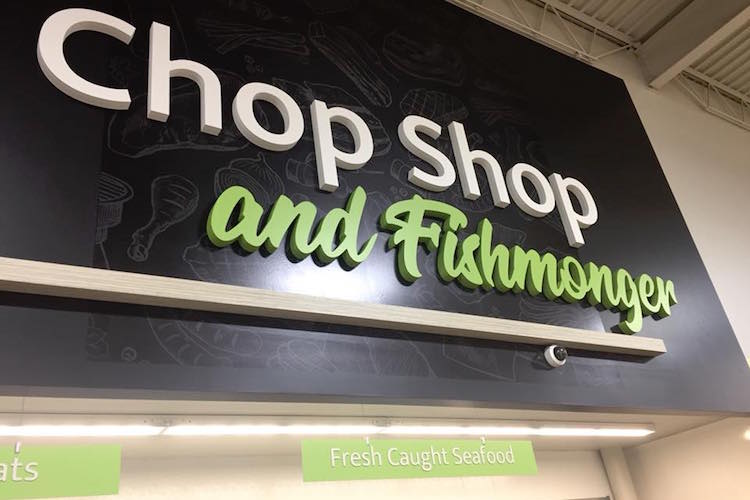 Chop Shop
and Fishmonger
Fresh Caught Seafood